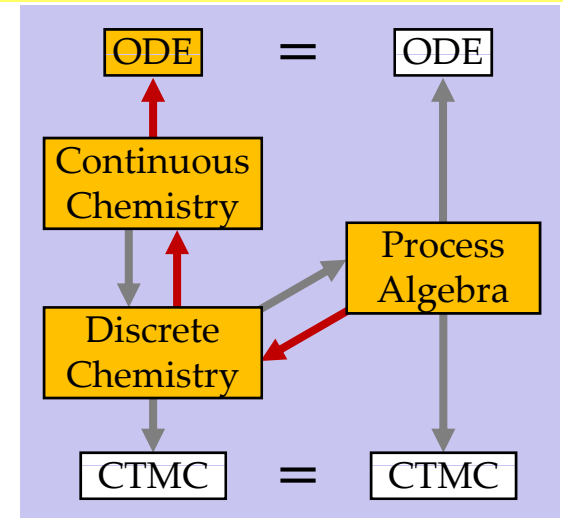 ODE = ODE
Continuous
Chemistry
Process
Algebra
Discrete
Chemistry
CTMC = CTMC